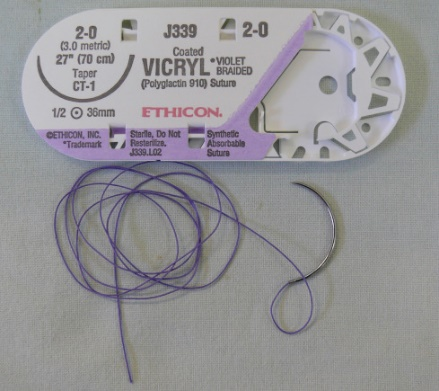 2-0
(3.0 metric)
27" (70 cm)
Taper
CT-1
1/2 36mm
J339
2-0
Coated
VICRYL* VIOLET BRAIDED
(Polyglactin 910) Suture
ETHICON.
©ETHICON, INC.
*Trademark
Sterile, Do Not
Resterilize.
J339.L02
Synthetic
Absorbable
Suture